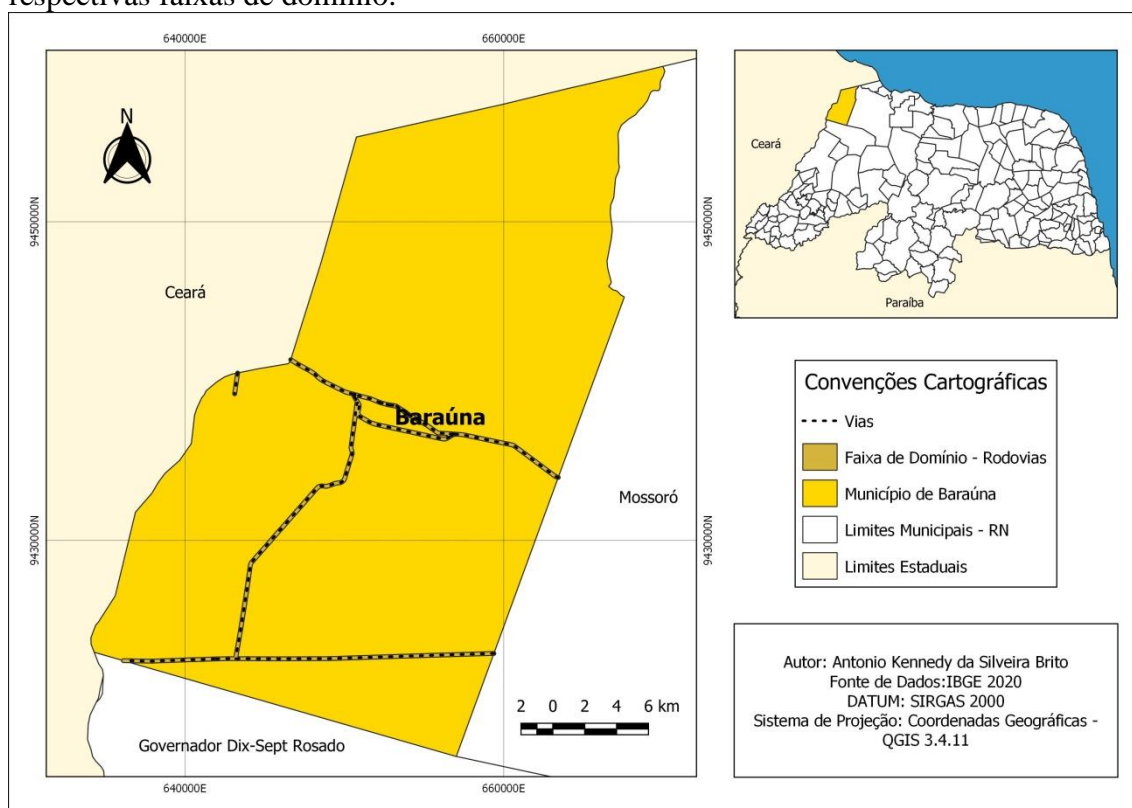 respectivas faixas de domínio.
640000E
660000E
N
9450000N
9450000N
Ceará
Baraúna
Mossoró
9430000N
9430000N
2 0 2 4 6 km
Governador Dix-Sept Rosado
640000E
660000E
Ceará
Paraíba
Convenções Cartográficas
Vias
Faixa de Domínio - Rodovias
Município de Baraúna
Limites Municipais - RN
Limites Estaduais
Autor: Antonio Kennedy da Silveira Brito
Fonte de Dados:IBGE 2020
DATUM: SIRGAS 2000
Sistema de Projeção: Coordenadas Geográficas -
QGIS 3.4.11